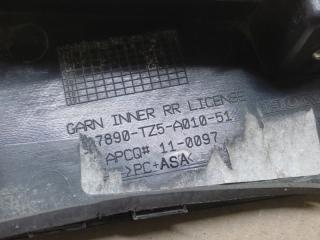 GARN INNER RR LICENSE
7890-TZ5-A010-51
APCQ# 11-0097
>PC+ASA<